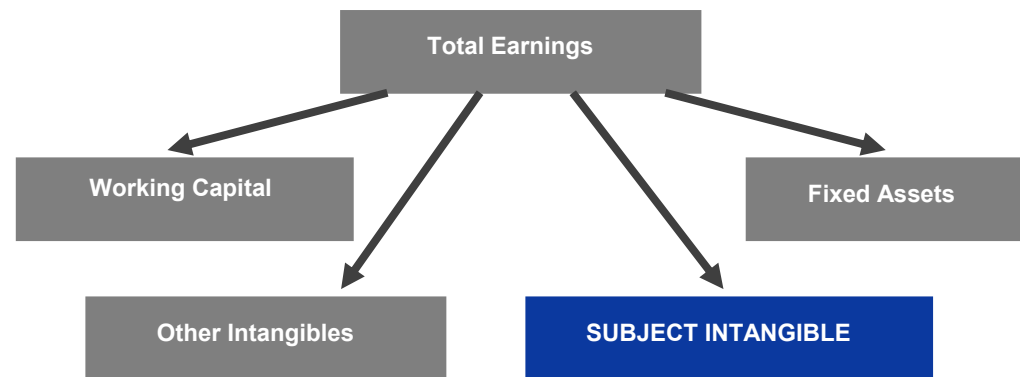 Total Earnings
Working Capital
Fixed Assets
Other Intangibles
SUBJECT INTANGIBLE